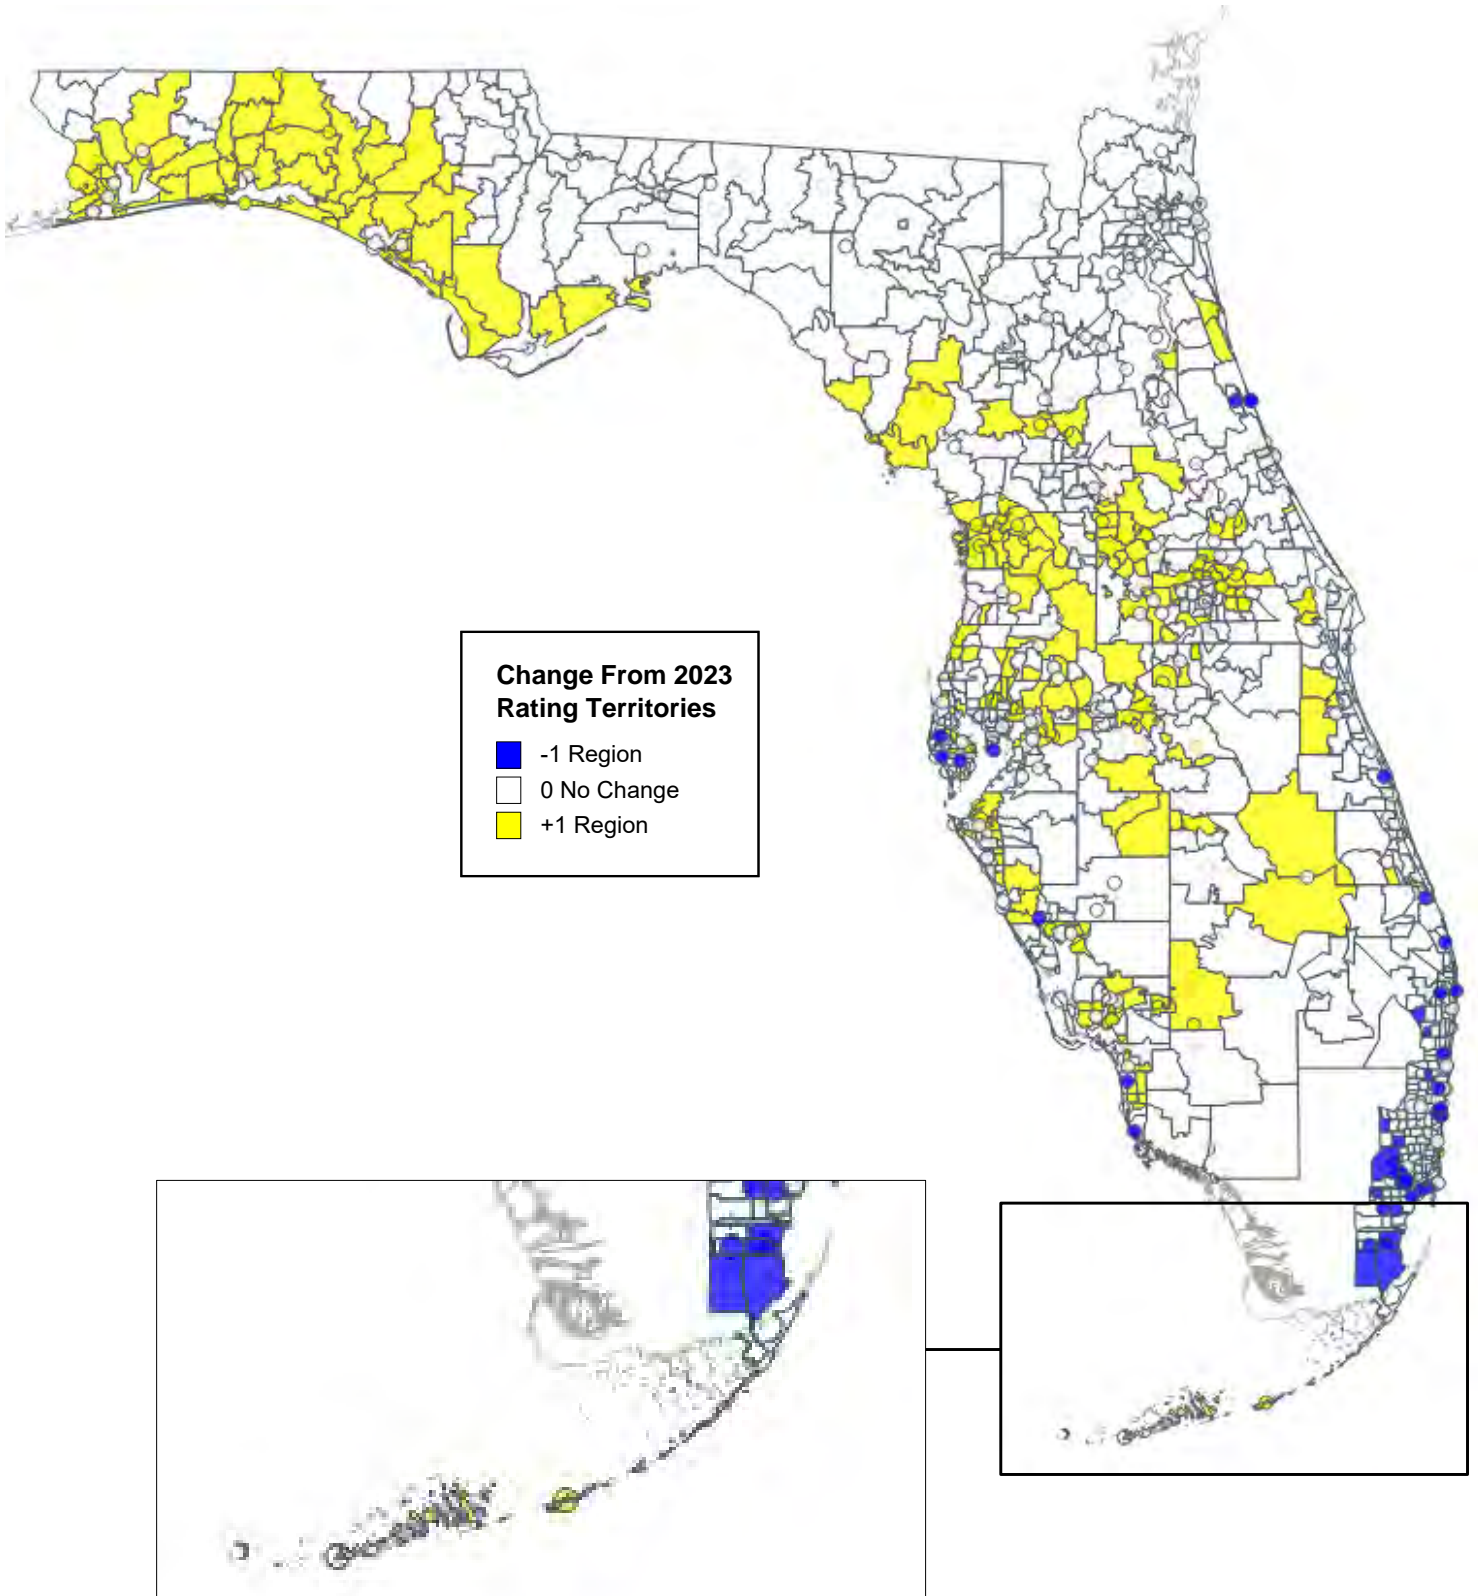 Change From 2023
Rating Territories
-1 Region
0 No Change
+1 Region